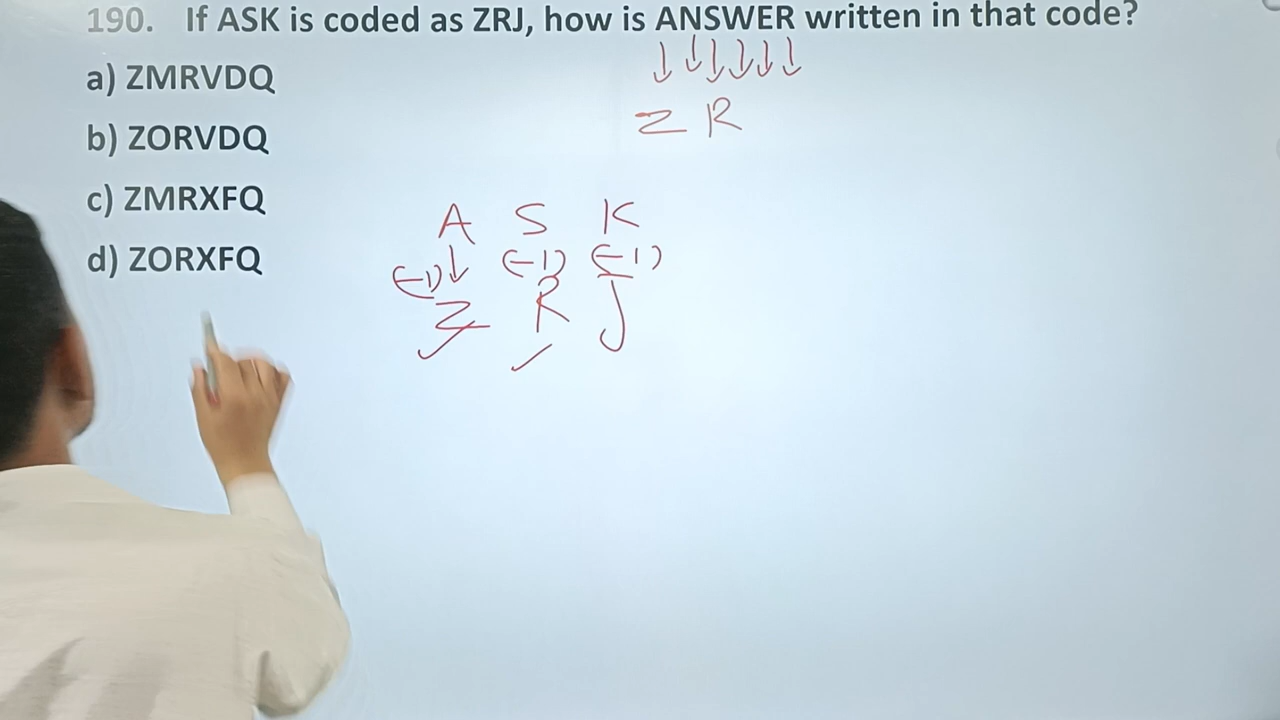 190. If ASK is coded as ZRJ, how is ANSWER written in that code?
a) ZMRVDQ
b) ZORVDQ
c) ZMRXFQ
d) ZORXFQ
Z R
A S K
(-1) (-1) (-1)
Z R J